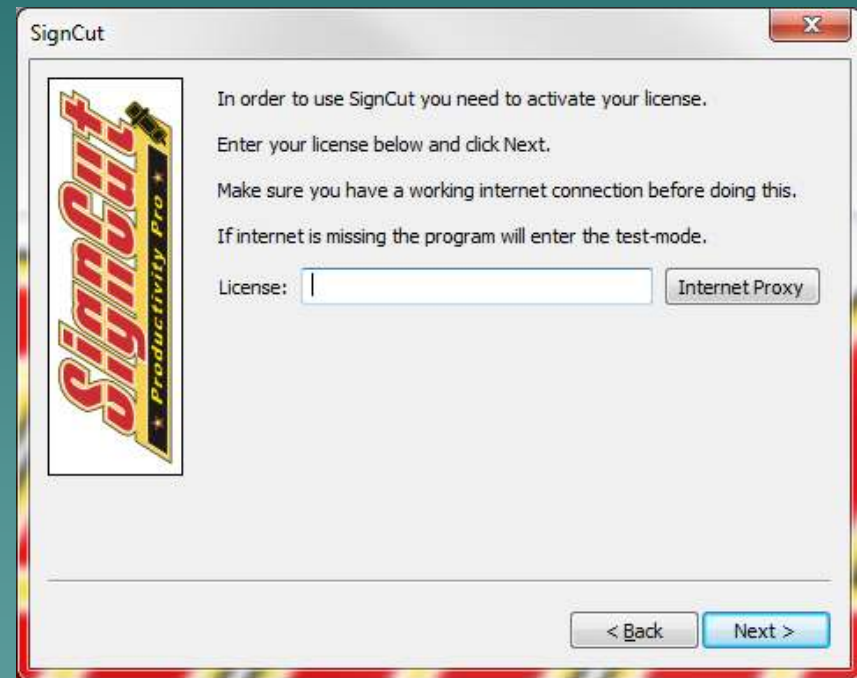 SignCut
SignCut
★ Productivity Pro ★
In order to use SignCut you need to activate your license.
Enter your license below and click Next.
Make sure you have a working internet connection before doing this.
If internet is missing the program will enter the test-mode.
License:
Internet Proxy
< Back
Next >